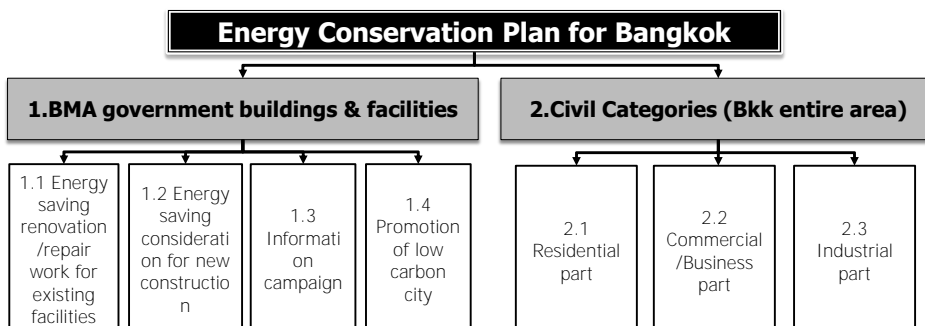 Energy Conservation Plan for Bangkok
1.BMA government buildings & facilities
2.Civil Categories (Bkk entire area)
1.1 Energy
saving
renovation
/repair
work for
existing
facilities
1.2 Energy
saving
considerati
on for new
constructio
n
1.3
Informati
on
campaign
1.4
Promotion
of low
carbon
city
2.1
Residential
part
2.2
Commercial
/Business
part
2.3
Industrial
part